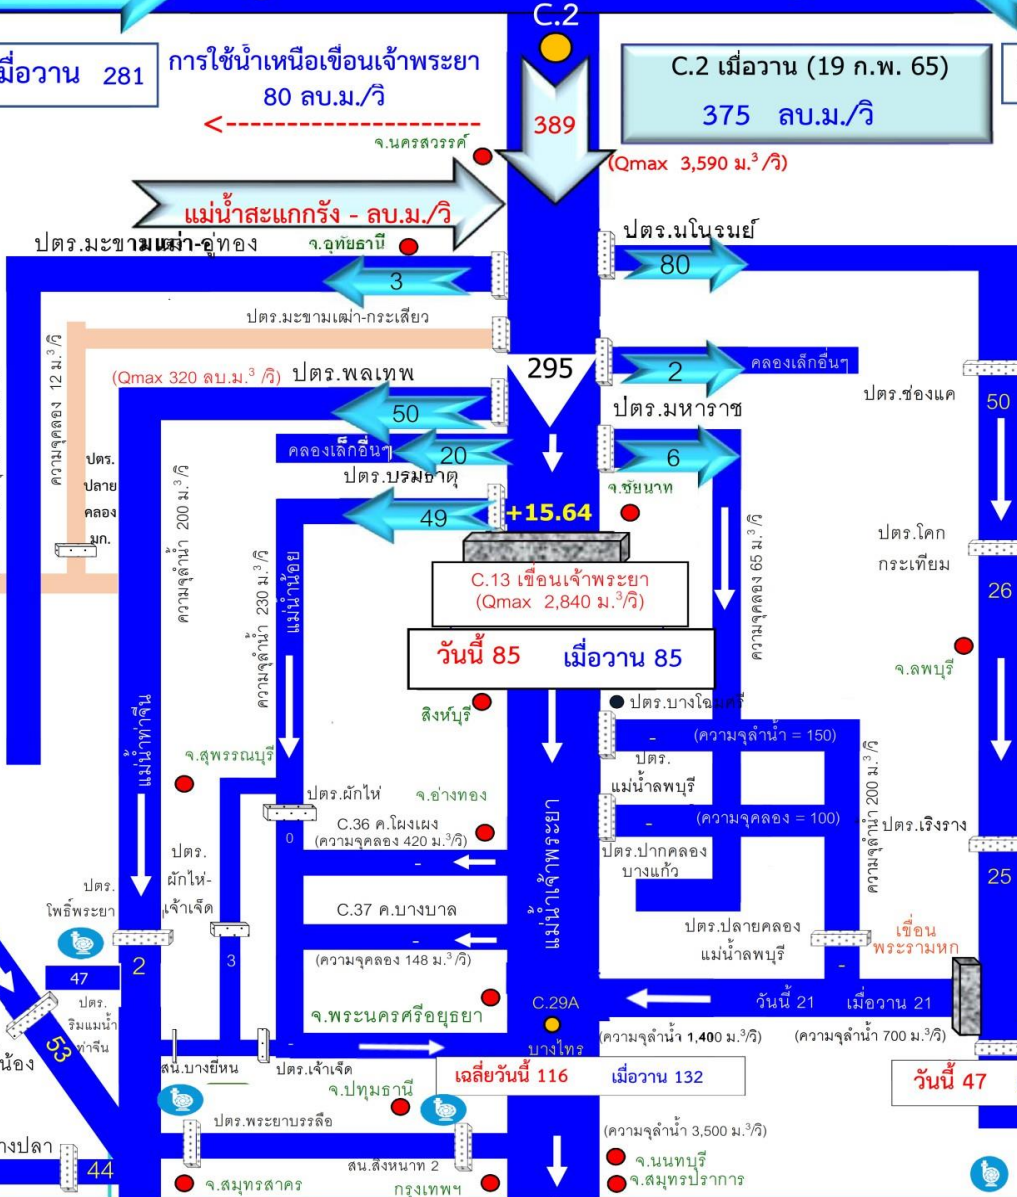 C.2
มื่อวาน 281
การใช้น้ำเหนือเขื่อนเจ้าพระยา
80 ลบ.ม./วิ
C.2 เมื่อวาน (19 ก.พ. 65)
375 ลบ.ม./วิ
389
จ.นครสวรรค์
(Qmax 3,590 ม.³/วิ)
แม่น้ำสะแกกรัง - ลบ.ม./วิ
ปตร.มะขามเฒ่า-อู่ทอง
จ.อุทัยธานี
ปตร.มโนรมย์
80
3
ปตร.มะขามเฒ่า-กระเสียว
ความจุคลอง 12 ม.³/วิ
295
2
คลองเล็กอื่นๆ
(Qmax 320 ลบ.ม.³ /วิ)
ปตร.พลเทพ
50
ปตร.มหาราช
ปตร.ช่องแค
50
คลองเล็กอื่นๆ
20
6
ปตร.
ปลาย
คลอง
มก.
ปตร.บรมธาตุ
49
+15.64
จ.ชัยนาท
ความจุลำน้ำ 200 ม.³/วิ
ความจุลำน้ำ 230 ม.³/วิ
แม่น้ำน้อย
ความจุคลอง 65 ม.³/วิ
ปตร.โคก
กระเทียม
26
C.13 เขื่อนเจ้าพระยา
(Qmax 2,840 ม.³/วิ)
วันนี้ 85 เมื่อวาน 85
จ.ลพบุรี
สิงห์บุรี
ปตร.บางโฉมศรี
แม่น้ำท่าจีน
-
(ความจุลำน้ำ = 150)
จ.สุพรรณบุรี
ปตร.
แม่น้ำลพบุรี
ความจุลำน้ำ 200 ม.³/วิ
ปตร.ผักไห่
จ.อ่างทอง
0
C.36 ค.โผงเผง
(ความจุคลอง 420 ม.³/วิ)
-
แม่น้ำเจ้าพระยา
-
(ความจุคลอง = 100)
ปตร.เริงราง
25
ปตร.
ผักไห่-
เจ้าเจ็ด
ปตร.ปากคลอง
บางแก้ว
ปตร.
โพธิ์พระยา
C.37 ค.บางบาล
-
(ความจุคลอง 148 ม.³/วิ)
ปตร.ปลายคลอง
แม่น้ำลพบุรี
เขื่อน
พระรามหก
47
2
3
-
ปตร.
ริมแม่น้ำ
ท่าจีน
53
น้อง
จ.พระนครศรีอยุธยา
C.29A
บางไทร
วันนี้ 21 เมื่อวาน 21
(ความจุลำน้ำ 1,400 ม.³/วิ)
(ความจุลำน้ำ 700 ม.³/วิ)
-
สน.บางยี่หน
ปตร.เจ้าเจ็ด
เฉลี่ยวันนี้ 116 เมื่อวาน 132
วันนี้ 47
จ.ปทุมธานี
ปตร.พระยาบรรลือ
(ความจุลำน้ำ 3,500 ม.³/วิ)
างปลา
44
สน.สิงหนาท 2
จ.นนทบุรี
จ.สมุทรสาคร
กรุงเทพฯ
จ.สมุทรปราการ